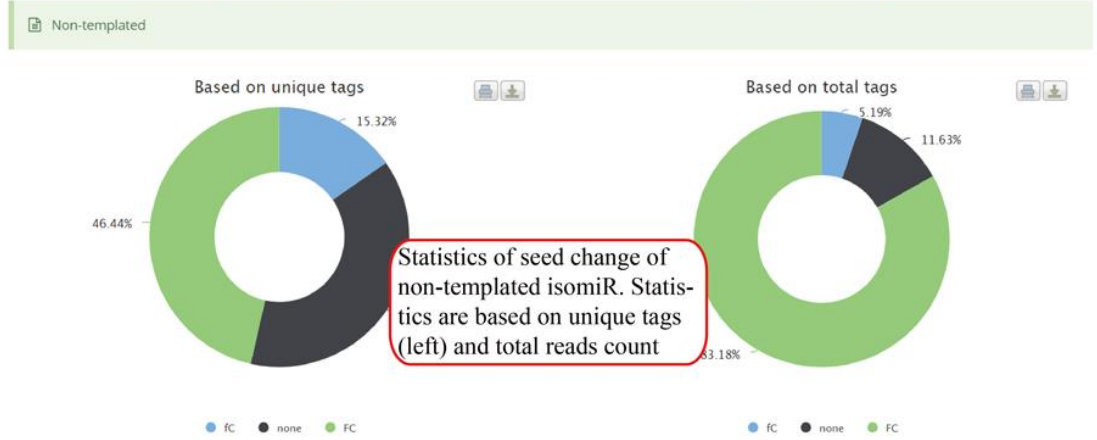 Non-templated
Based on unique tags
15.32%
46.44%
fC none FC
Statistics of seed change of
non-templated isomiR. Statis-
tics are based on unique tags
(left) and total reads count
Based on total tags
5.19%
11.63%
83.18%
fC none FC